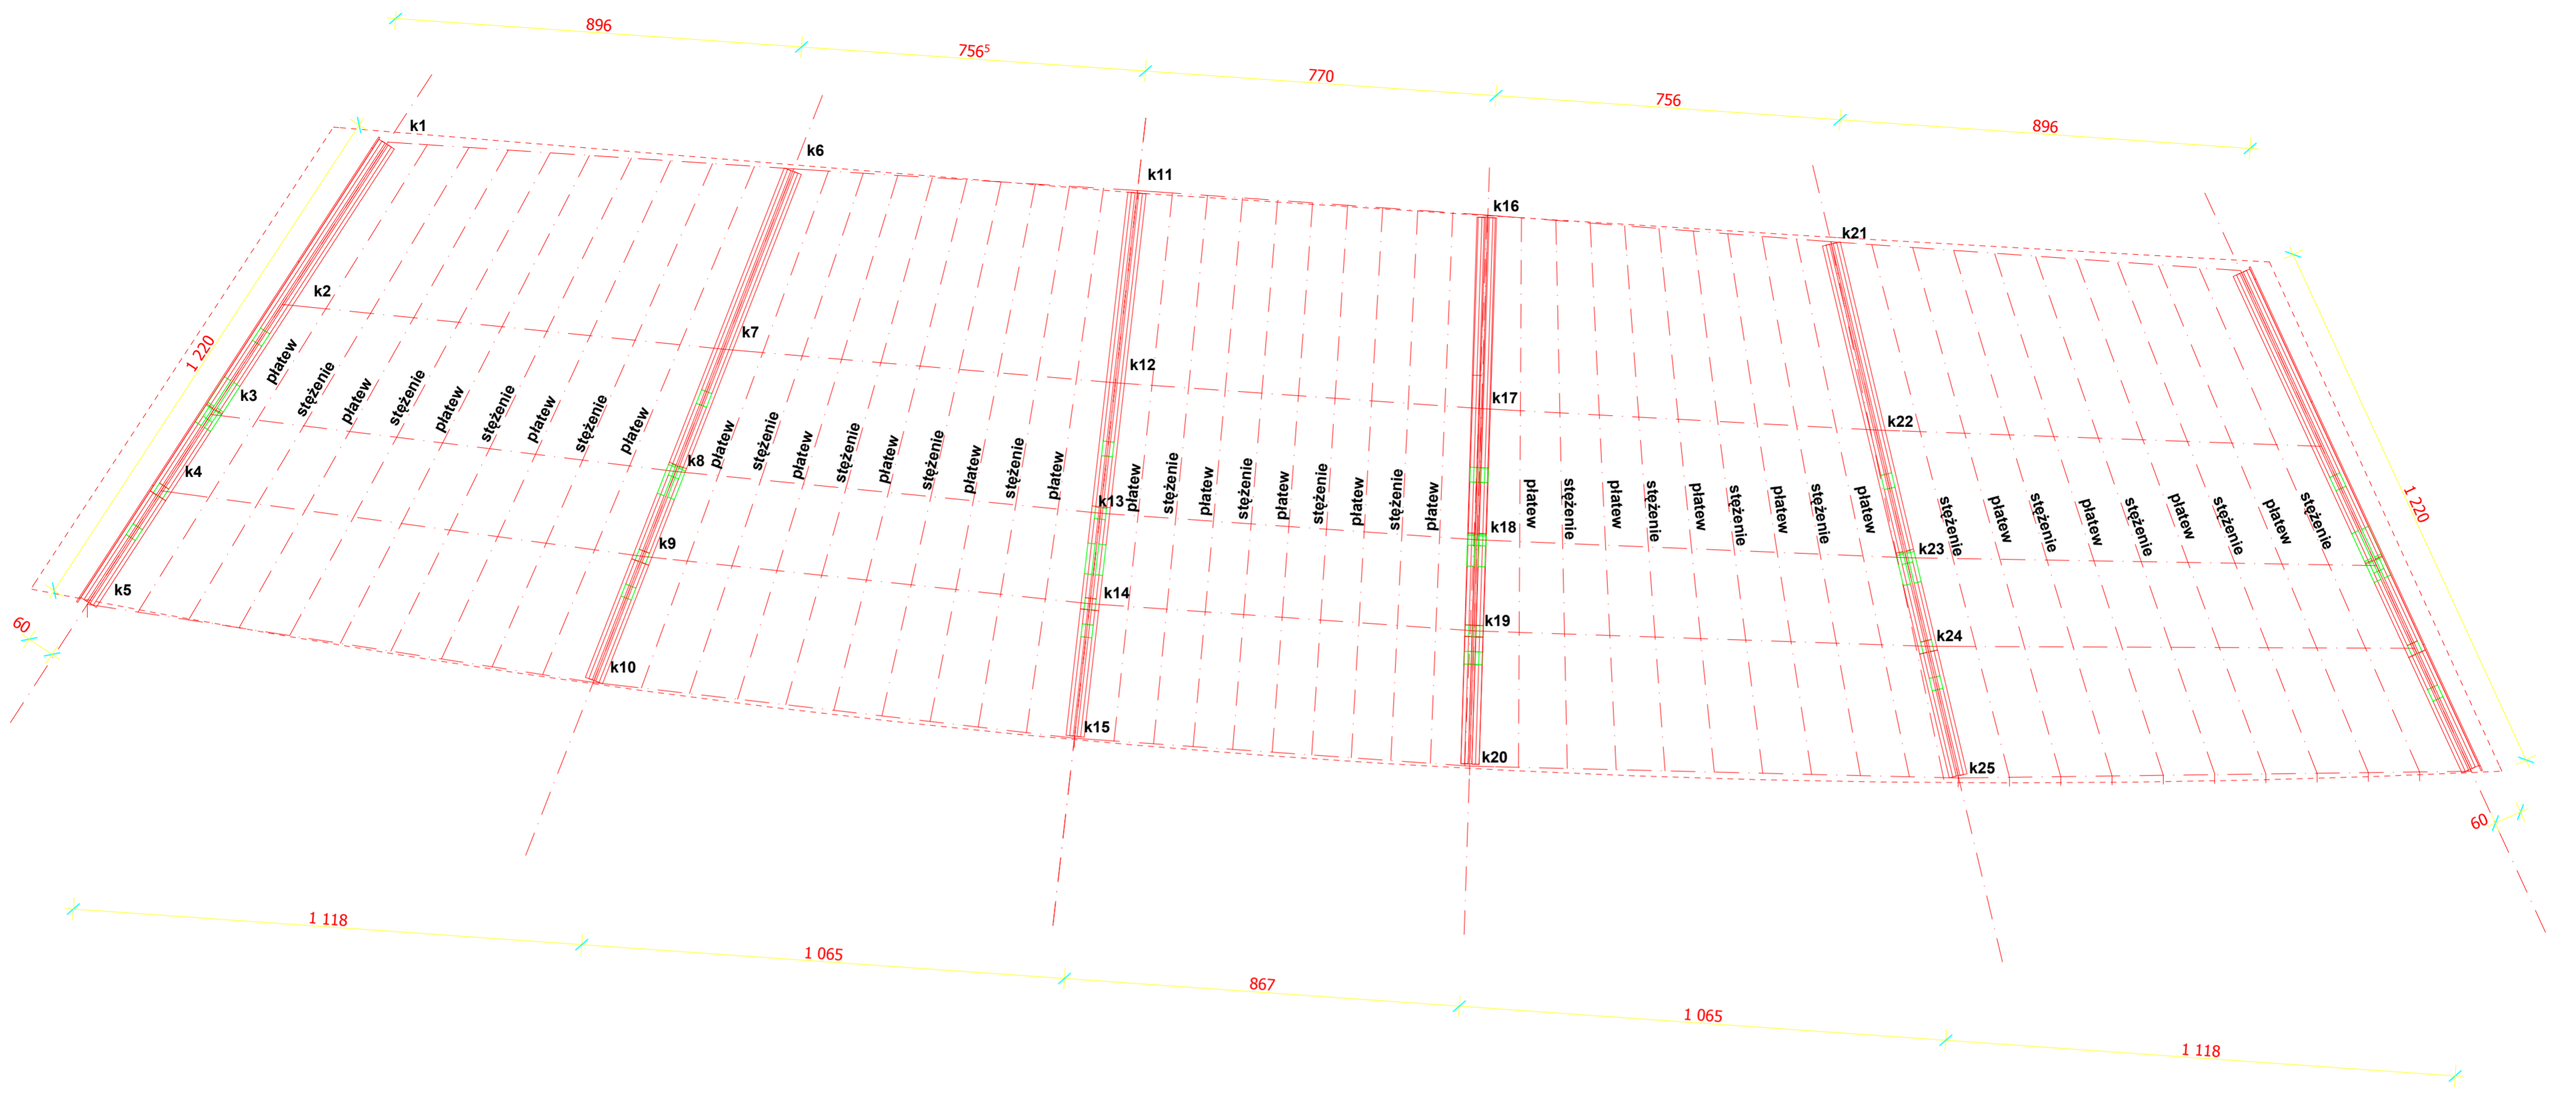 896
756⁵
770
756
896
k1
k6
k11
k16
k21
k2
k7
k12
k17
k22
1 220
1 220
k3
k8
k13
k18
k23
k4
k9
k14
k19
k24
k5
k10
k15
k20
k25
płatew
stężenie
płatew
stężenie
płatew
stężenie
płatew
stężenie
płatew
płatew
stężenie
płatew
stężenie
płatew
stężenie
płatew
stężenie
płatew
płatew
stężenie
płatew
stężenie
płatew
stężenie
płatew
stężenie
płatew
płatew
stężenie
płatew
stężenie
płatew
stężenie
płatew
stężenie
płatew
stężenie
płatew
stężenie
płatew
stężenie
płatew
stężenie
płatew
stężenie
60
60
1 118
1 065
867
1 065
1 118